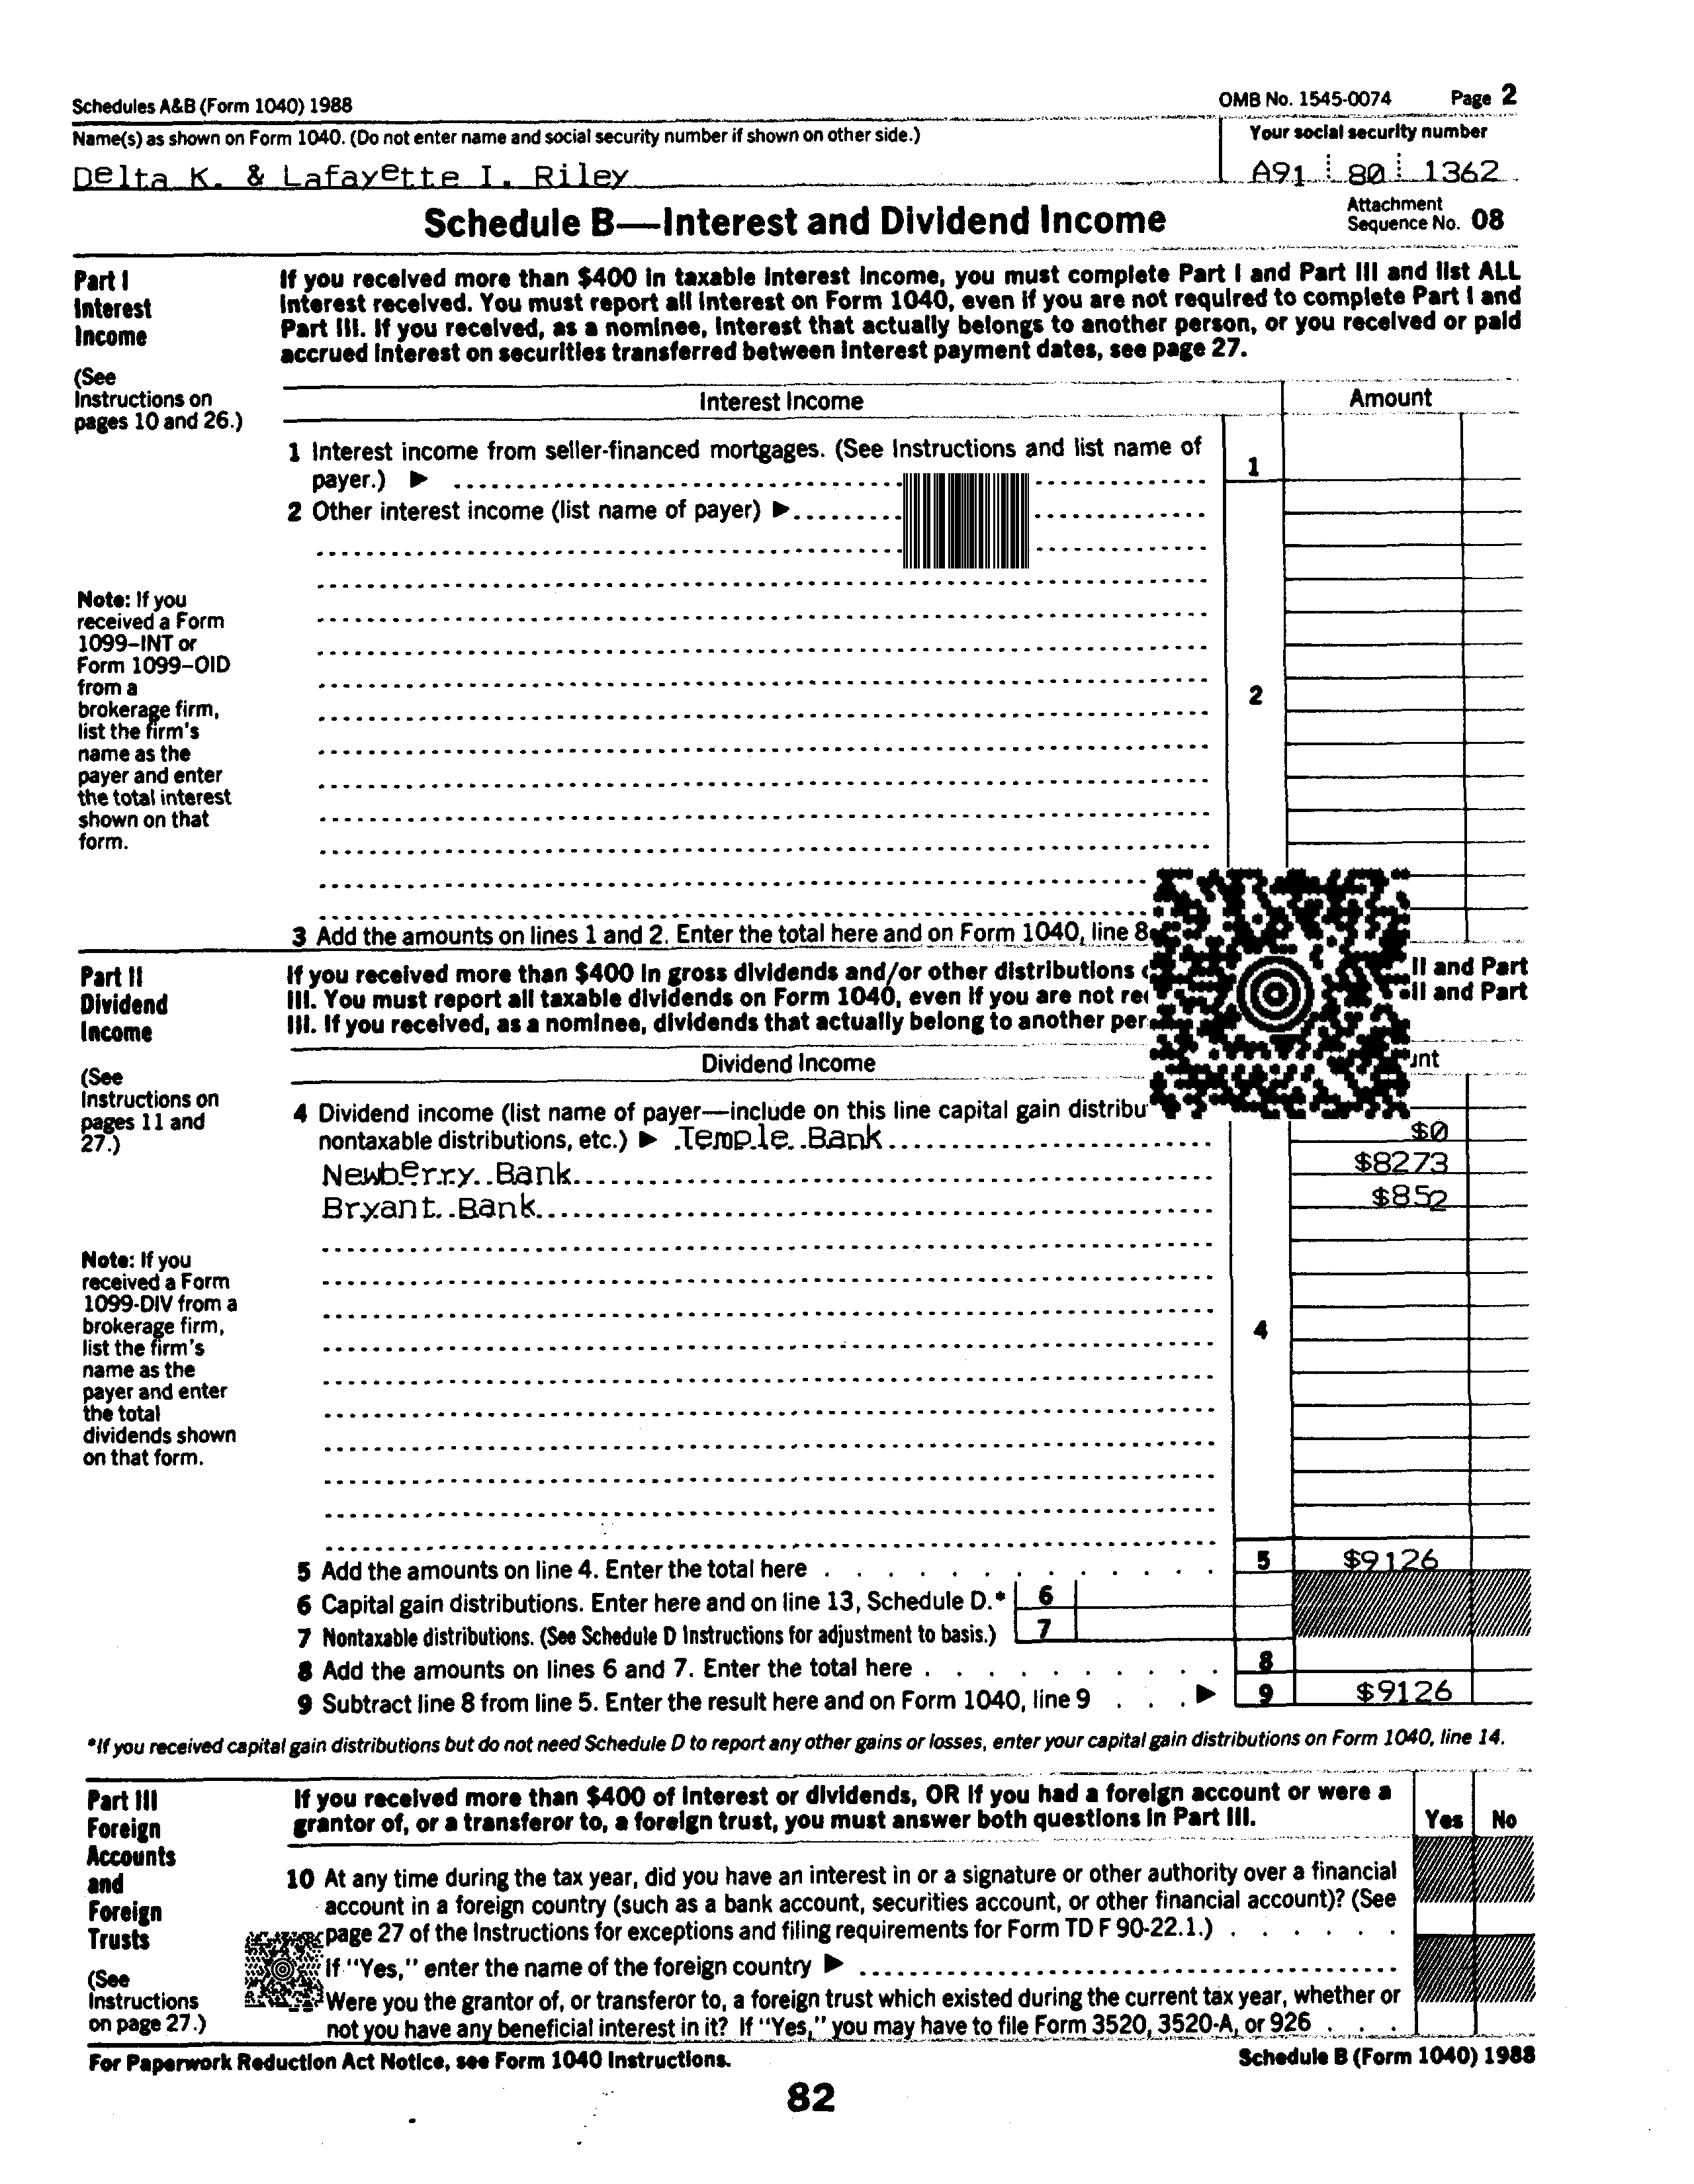 Schedules A&B (Form 1040) 1988 OMB No. 1545-0074 Page 2
Name(s) as shown on Form 1040. (Do not enter name and social security number if shown on other side.) Your social security number
Delta K. & Lafayette I. Riley A91 80 1362
Schedule B—Interest and Dividend Income Attachment Sequence No. 08
Part I
Interest
Income
(See
Instructions on
pages 10 and 26.)
If you received more than $400 in taxable interest income, you must complete Part I and Part III and list ALL
interest received. You must report all interest on Form 1040, even if you are not required to complete Part I and
Part III. If you received, as a nominee, interest that actually belongs to another person, or you received or paid
accrued interest on securities transferred between interest payment dates, see page 27.
Interest Income Amount
1 Interest income from seller-financed mortgages. (See Instructions and list name of
payer.) ▶ 1
2 Other interest income (list name of payer) ▶
Note: If you
received a Form
1099–INT or
Form 1099–OID
from a
brokerage firm,
list the firm's
name as the
payer and enter
the total interest
shown on that
form.
2
3 Add the amounts on lines 1 and 2. Enter the total here and on Form 1040, line 8
Part II
Dividend
Income
(See
Instructions on
pages 11 and
27.)
If you received more than $400 in gross dividends and/or other distributions II and Part
III. You must report all taxable dividends on Form 1040, even if you are not II and Part
III. If you received, as a nominee, dividends that actually belong to another
Dividend Income
4 Dividend income (list name of payer—include on this line capital gain
nontaxable distributions, etc.) ▶ Temple Bank $0
Newberry Bank $8273
Bryant Bank $852
Note: If you
received a Form
1099-DIV from a
brokerage firm,
list the firm's
name as the
payer and enter
the total
dividends shown
on that form.
4
5 Add the amounts on line 4. Enter the total here 5 $9126
6 Capital gain distributions. Enter here and on line 13, Schedule D.* 6
7 Nontaxable distributions. (See Schedule D Instructions for adjustment to basis.) 7
8 Add the amounts on lines 6 and 7. Enter the total here 8
9 Subtract line 8 from line 5. Enter the result here and on Form 1040, line 9 ▶ 9 $9126
*If you received capital gain distributions but do not need Schedule D to report any other gains or losses, enter your capital gain distributions on Form 1040, line 14.
Part III
Foreign
Accounts
and
Foreign
Trusts
(See
Instructions
on page 27.)
If you received more than $400 of interest or dividends, OR if you had a foreign account or were a
grantor of, or a transferor to, a foreign trust, you must answer both questions in Part III. Yes No
10 At any time during the tax year, did you have an interest in or a signature or other authority over a financial
account in a foreign country (such as a bank account, securities account, or other financial account)? (See
page 27 of the Instructions for exceptions and filing requirements for Form TD F 90-22.1.)
If "Yes," enter the name of the foreign country ▶
Were you the grantor of, or transferor to, a foreign trust which existed during the current tax year, whether or
not you have any beneficial interest in it? If "Yes," you may have to file Form 3520, 3520-A, or 926
For Paperwork Reduction Act Notice, see Form 1040 Instructions. Schedule B (Form 1040) 1988
82